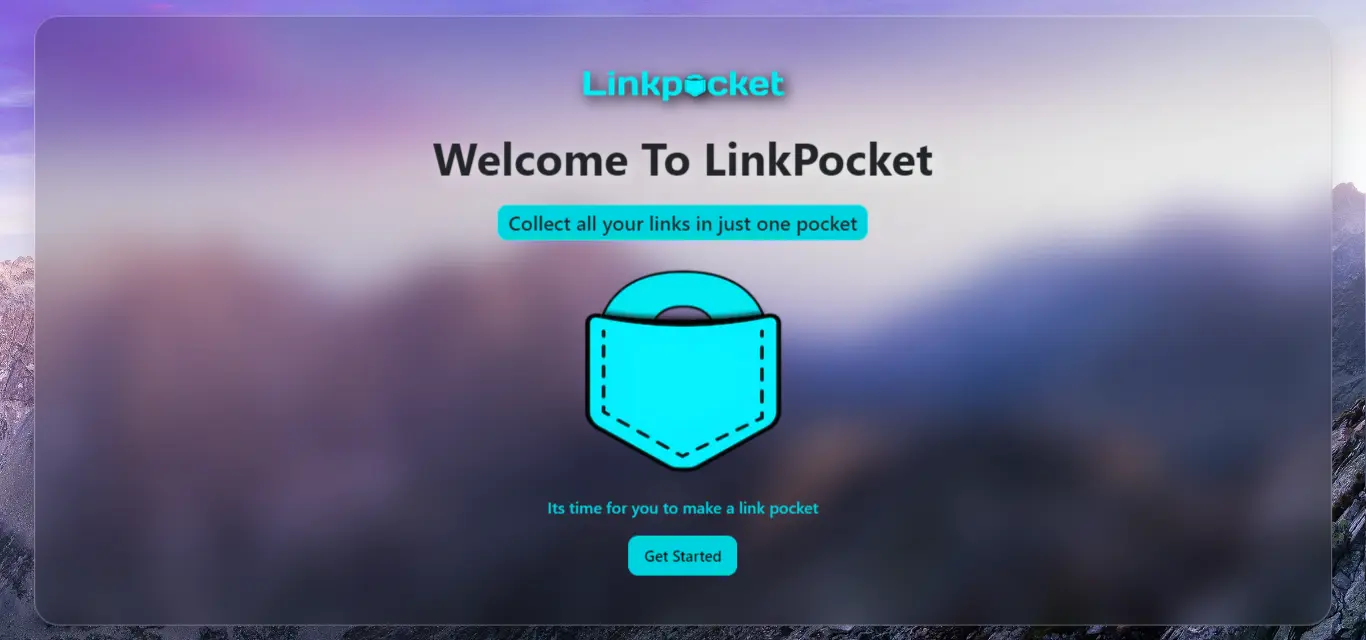 Linkpocket
Welcome To LinkPocket
Collect all your links in just one pocket
Its time for you to make a link pocket
Get Started